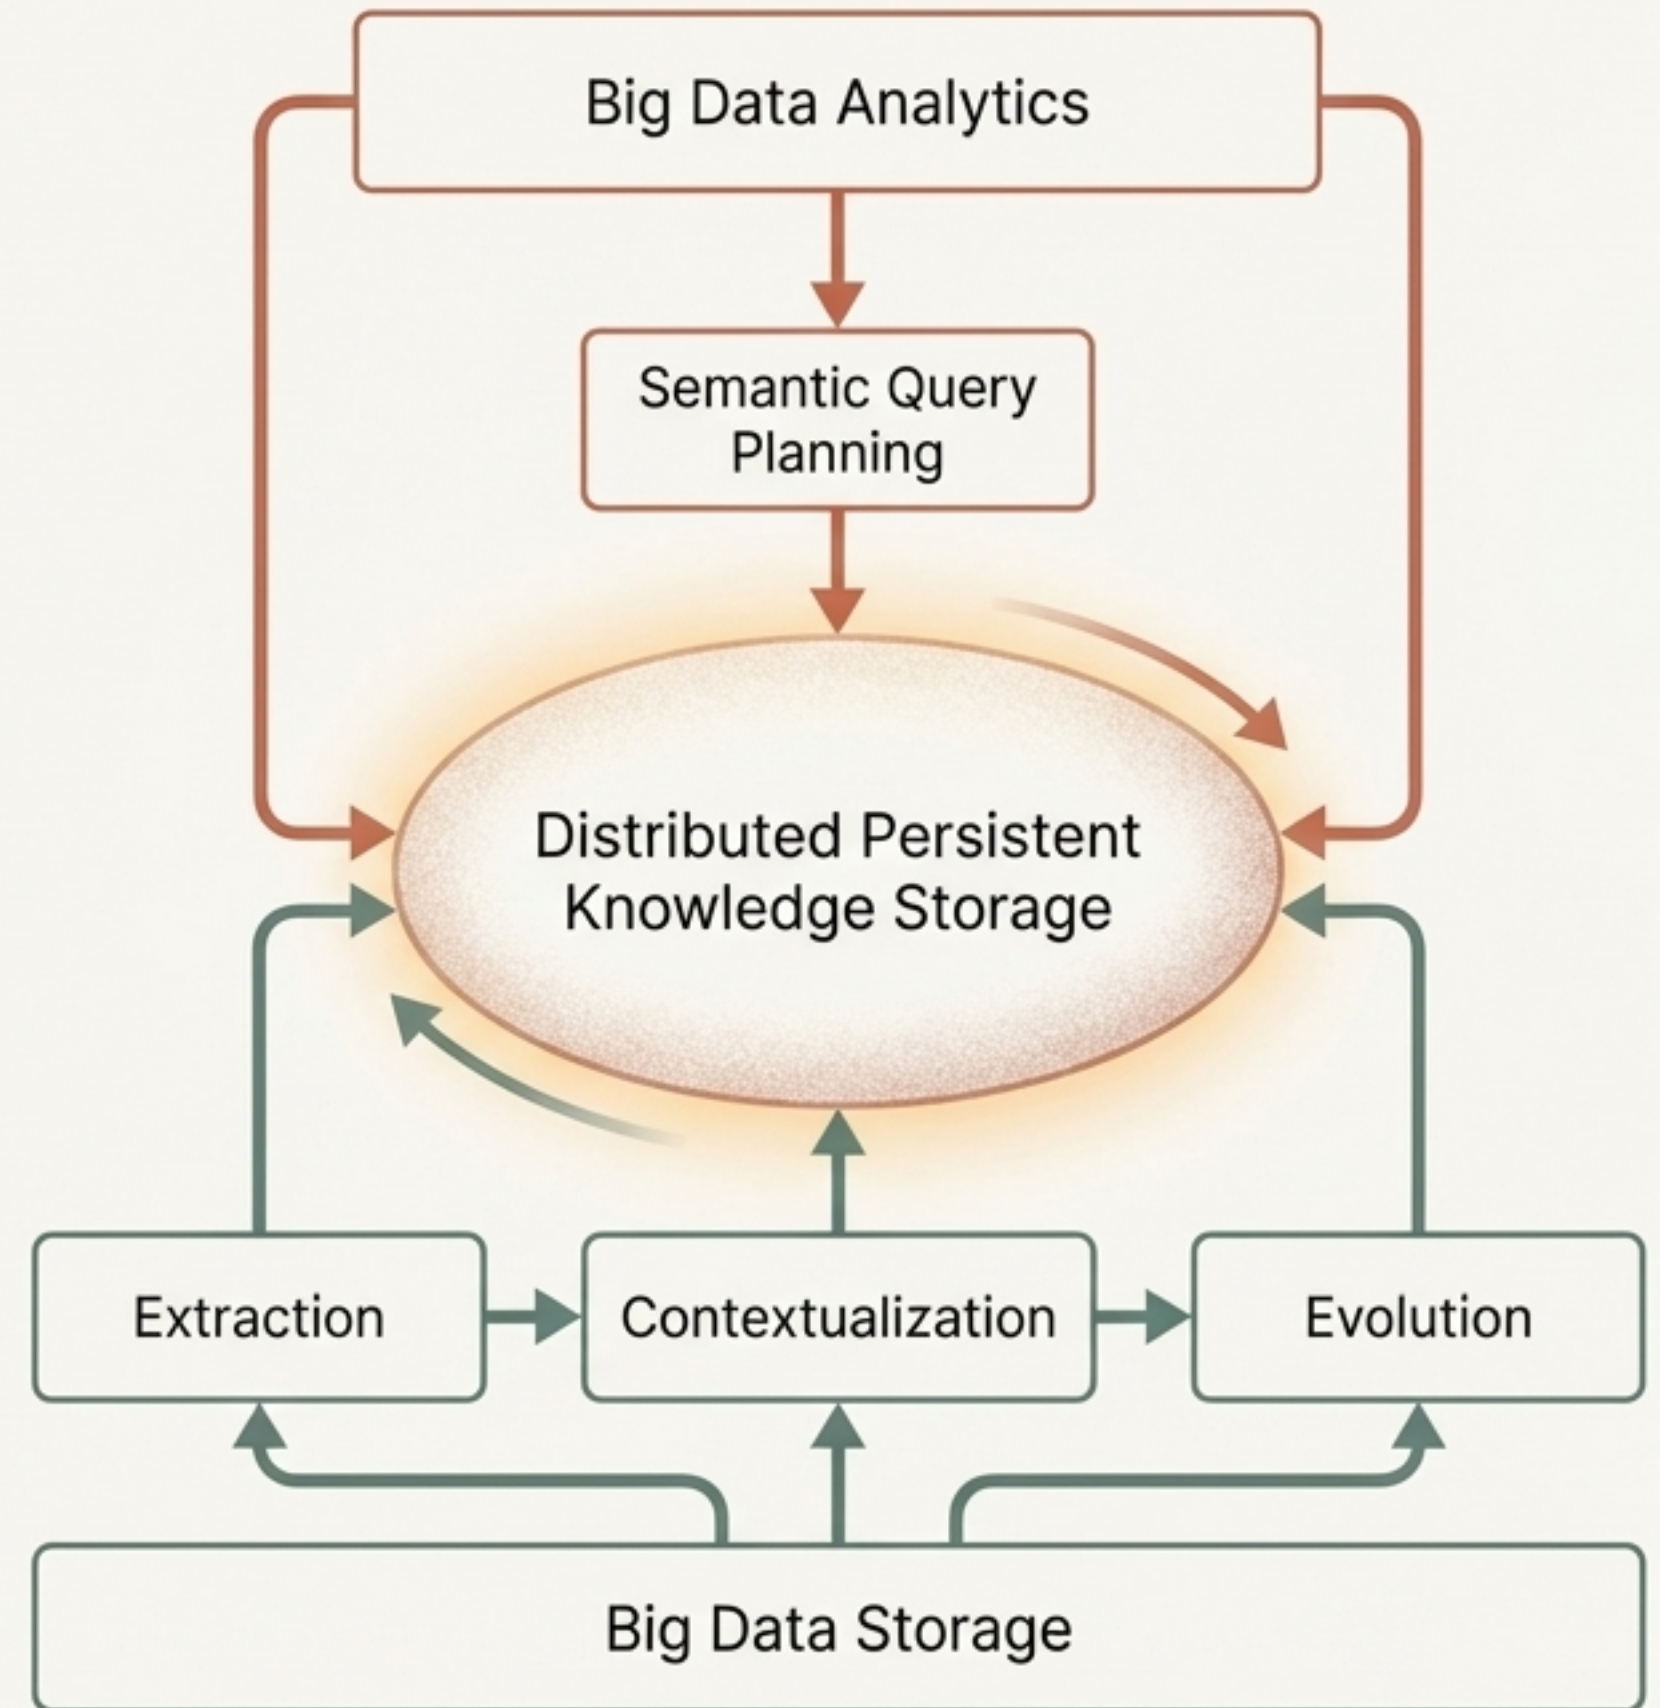 Big Data Analytics
Semantic Query
Planning
Distributed Persistent
Knowledge Storage
Extraction
Contextualization
Evolution
Big Data Storage